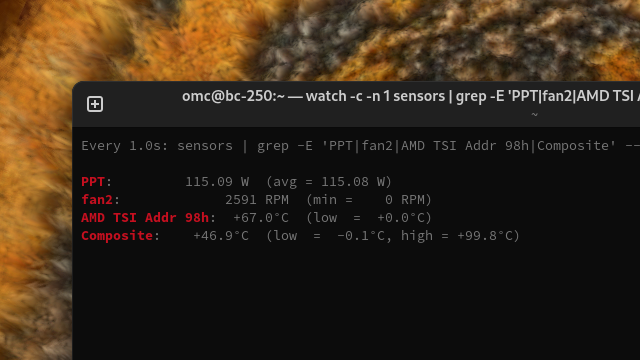 omc@bc-250:~ — watch -c -n 1 sensors | grep -E 'PPT|fan2|AMD TSI
~
Every 1.0s: sensors | grep -E 'PPT|fan2|AMD TSI Addr 98h|Composite' --
PPT: 115.09 W (avg = 115.08 W)
fan2: 2591 RPM (min = 0 RPM)
AMD TSI Addr 98h: +67.0°C (low = +0.0°C)
Composite: +46.9°C (low = -0.1°C, high = +99.8°C)